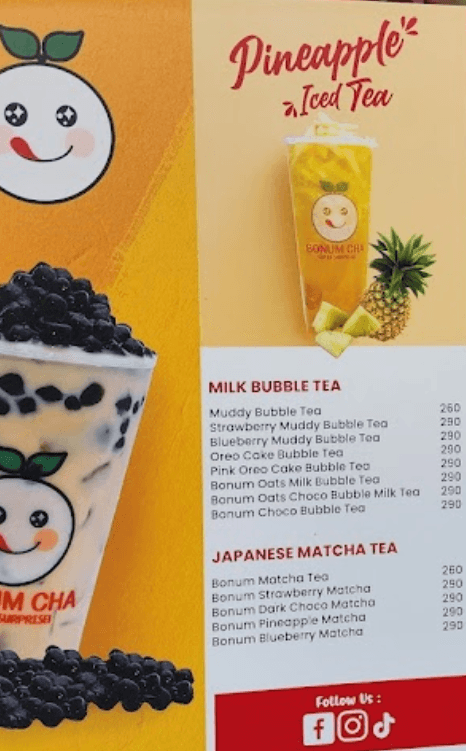 Pineapple
Iced Tea
BONUM CHA
MILK BUBBLE TEA
Muddy Bubble Tea 260
Strawberry Muddy Bubble Tea 290
Blueberry Muddy Bubble Tea 290
Oreo Cake Bubble Tea 290
Pink Oreo Cake Bubble Tea 290
Bonum Oats Milk Bubble Tea 290
Bonum Oats Choco Bubble Milk Tea 290
Bonum Choco Bubble Tea 290
UM CHA
SURPRISE!
JAPANESE MATCHA TEA
Bonum Matcha Tea 260
Bonum Strawberry Matcha 290
Bonum Dark Choco Matcha 290
Bonum Pineapple Matcha 290
Bonum Blueberry Matcha 290
Follow Us :